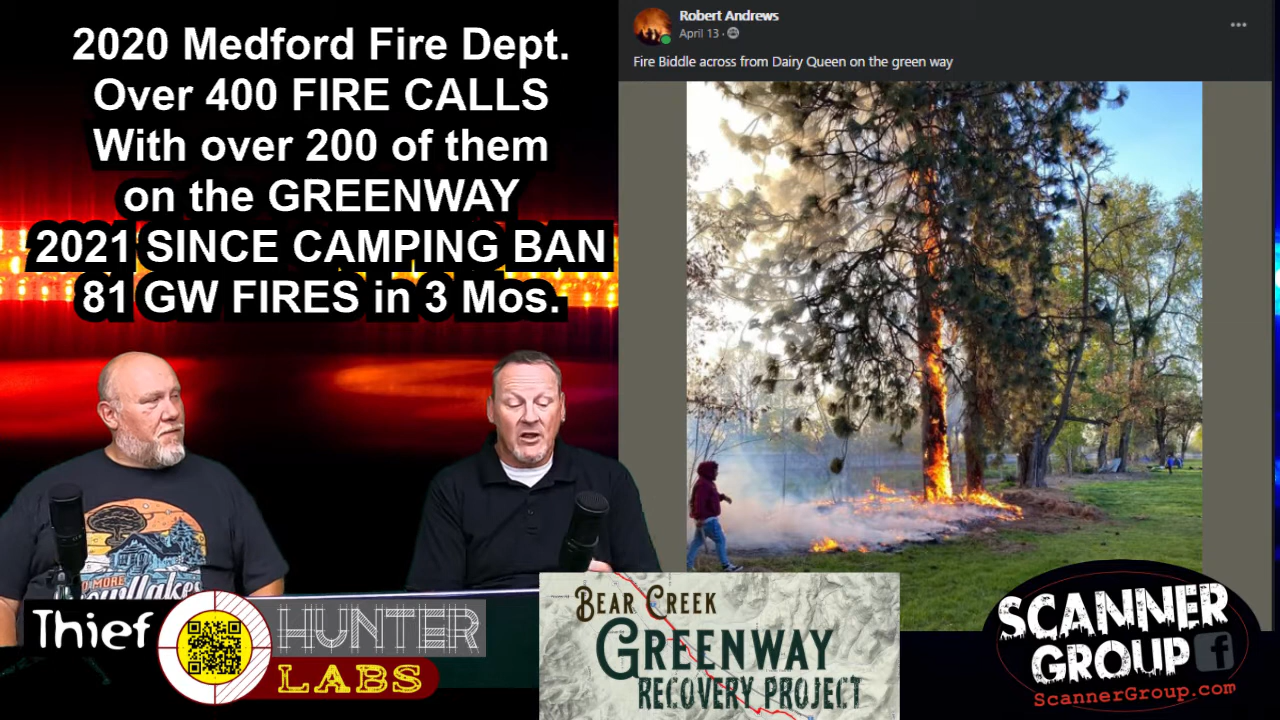 2020 Medford Fire Dept.
Over 400 FIRE CALLS
With over 200 of them
on the GREENWAY
2021 SINCE CAMPING BAN
81 GW FIRES in 3 Mos.
Robert Andrews
April 13
Fire Biddle across from Dairy Queen on the green way
MORE
Thief
HUNTER
LABS
BEAR CREEK
GREENWAY
RECOVERY PROJECT
SCANNER
GROUP f
ScannerGroup.com